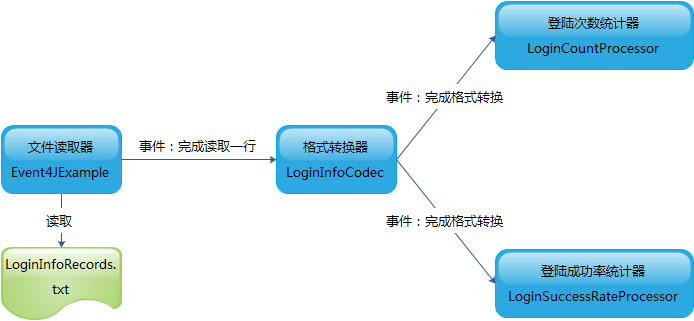 登陆次数统计器
LoginCountProcessor
事件：完成格式转换
文件读取器
Event4JExample
事件：完成读取一行
格式转换器
LoginInfoCodec
读取
事件：完成格式转换
LoginInfoRecords.
txt
登陆成功率统计器
LoginSuccessRateProcessor